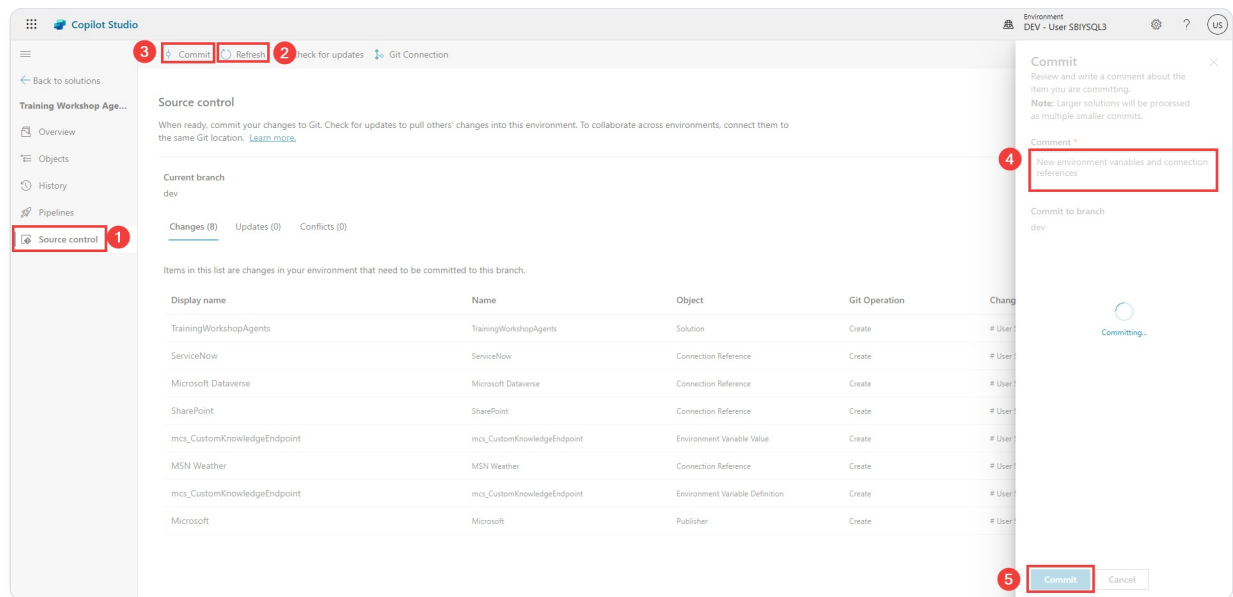 Copilot Studio
Environment
DEV - User SBIYSQL3
?
US
3
Commit
Refresh
2
heck for updates
Git Connection
Back to solutions
Training Workshop Age...
Overview
Objects
History
Pipelines
Source control
1
Source control
When ready, commit your changes to Git. Check for updates to pull others' changes into this environment. To collaborate across environments, connect them to
the same Git location. Learn more.
Current branch
dev
Changes (8) Updates (0) Conflicts (0)
Items in this list are changes in your environment that need to be committed to this branch.
Display name Name Object Git Operation Chang
TrainingWorkshopAgents TrainingWorkshopAgents Solution Create # User S
ServiceNow ServiceNow Connection Reference Create # User S
Microsoft Dataverse Microsoft Dataverse Connection Reference Create # User S
SharePoint SharePoint Connection Reference Create # User S
mcs_CustomKnowledgeEndpoint mcs_CustomKnowledgeEndpoint Environment Variable Value Create # User S
MSN Weather MSN Weather Connection Reference Create # User S
mcs_CustomKnowledgeEndpoint mcs_CustomKnowledgeEndpoint Environment Variable Definition Create # User S
Microsoft Microsoft Publisher Create # User S
Commit
Review and write a comment about the
item you are committing.
Note: Larger solutions will be processed
as multiple smaller commits.
Comment *
4
New environment variables and connection
references
Commit to branch
dev
Committing...
5
Commit
Cancel